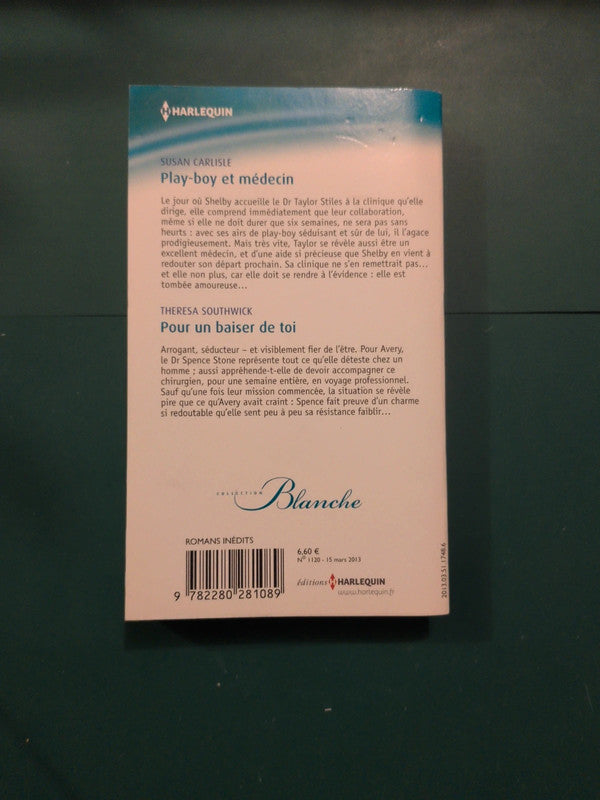 HARLEQUIN
SUSAN CARLISLE
Play-boy et médecin
Le jour où Shelby accueille le Dr Taylor Stiles à la clinique qu'elle
dirige, elle comprend immédiatement que leur collaboration,
même si elle ne doit durer que six semaines, ne sera pas sans
heurts : avec ses airs de play-boy séduisant et sûr de lui, il l'agace
prodigieusement. Mais très vite, Taylor se révèle aussi être un
excellent médecin, et d'une aide si précieuse que Shelby en vient à
redouter son départ prochain. Sa clinique ne s'en remettrait pas...
et elle non plus, car elle doit se rendre à l'évidence : elle est
tombée amoureuse...
THERESA SOUTHWICK
Pour un baiser de toi
Arrogant, séducteur – et visiblement fier de l'être. Pour Avery,
le Dr Spence Stone représente tout ce qu'elle déteste chez un
homme ; aussi appréhende-t-elle de devoir accompagner ce
chirurgien, pour une semaine entière, en voyage professionnel.
Sauf qu'une fois leur mission commencée, la situation se révèle
pire que ce qu'Avery avait craint : Spence fait preuve d'un charme
si redoutable qu'elle sent peu à peu sa résistance faiblir...
COLLECTION Blanche
ROMANS INÉDITS
6,60 €
N° 1120 - 15 mars 2013
éditions HARLEQUIN
www.harlequin.fr
9 782280 281089
2013.03.51.1748.6